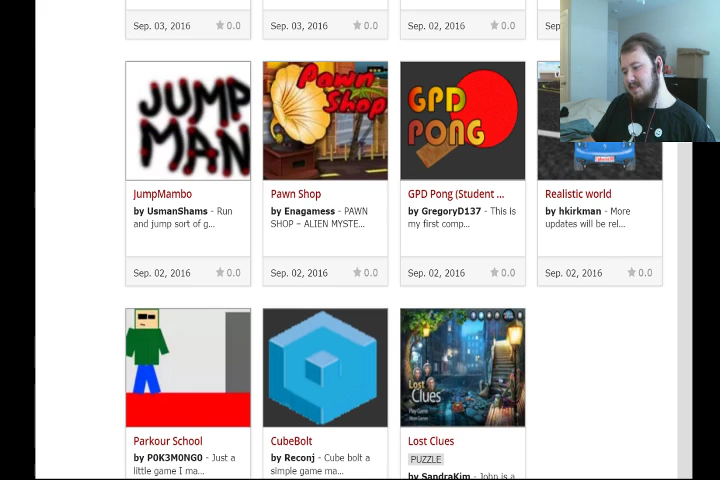 Sep. 03, 2016 0.0
Sep. 03, 2016 0.0
Sep. 02, 2016 0.0
Sep.
JUMP MAN
Pawn Shop
GPD PONG
JumpMambo
by UsmanShams - Run and jump sort of g...
Pawn Shop
by Enagamess - PAWN SHOP – ALIEN MYSTE...
GPD Pong (Student ...
by GregoryD137 - This is my first comp...
Realistic world
by hkirkman - More updates will be rel...
Sep. 02, 2016 0.0
Sep. 02, 2016 0.0
Sep. 02, 2016 0.0
Sep. 02, 2016 0.0
Lost Clues
Play Game
Parkour School
by P0K3M0NG0 - Just a little game I ma...
CubeBolt
by Reconj - Cube bolt a simple game ma...
Lost Clues
PUZZLE
by SandraKim - John is a